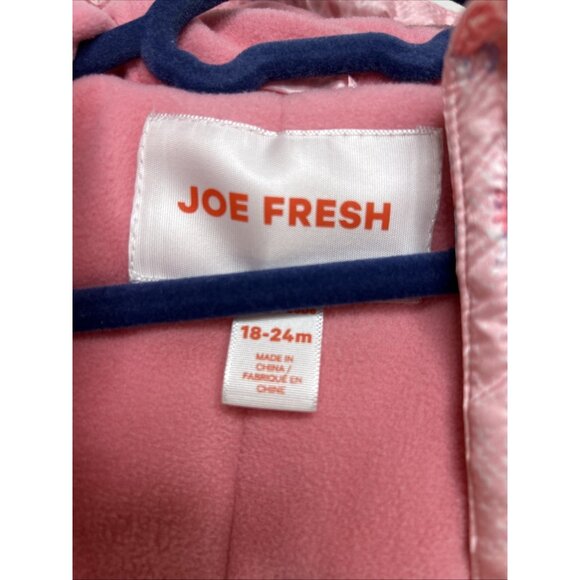 JOE FRESH
18-24m
MADE IN
CHINA /
FABRIQUÉ EN
CHINE